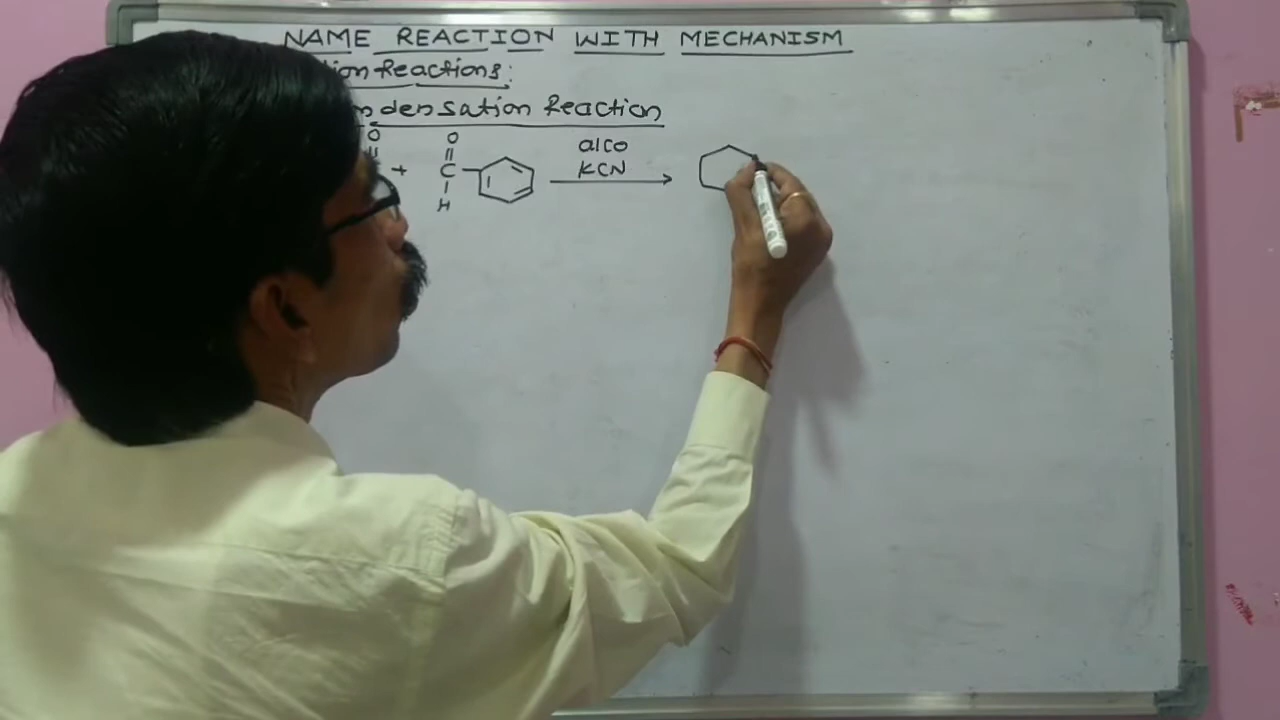 NAME REACTION WITH MECHANISM
tion Reactions:
ndensation Reaction
O O alco
+ C KCN
H